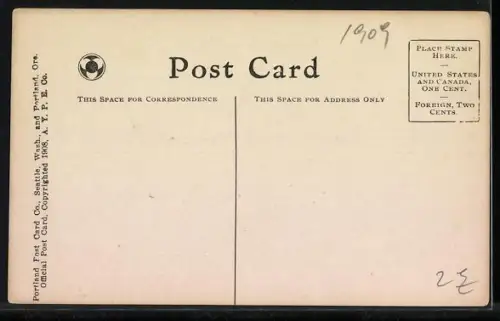 1909
Post Card
THIS SPACE FOR CORRESPONDENCE
THIS SPACE FOR ADDRESS ONLY
PLACE STAMP
HERE.
UNITED STATES
AND CANADA,
ONE CENT.
FOREIGN, TWO
CENTS.
Portland Post Card Co., Seattle, Wash., and Portland, Ore.
Official Post Card, Copyrighted 1908, A. Y. P. E. Co.